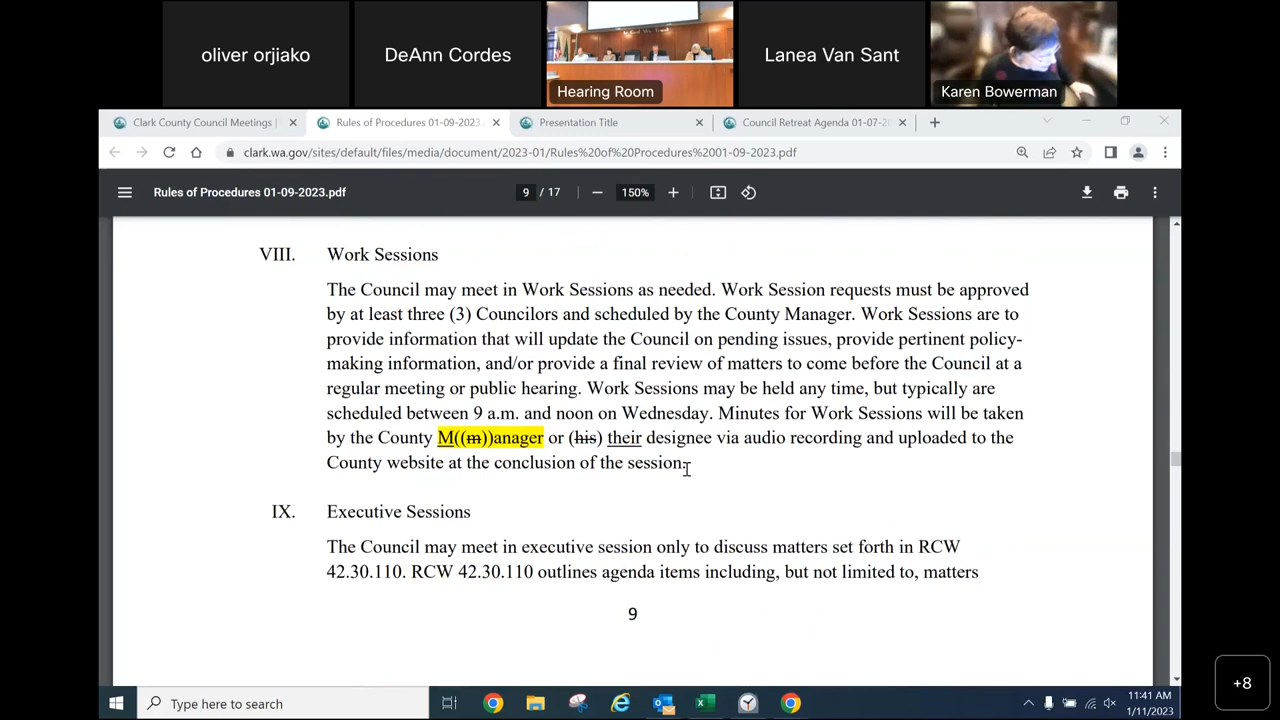 oliver orjiako
DeAnn Cordes
Hearing Room
Lanea Van Sant
Karen Bowerman
Clark County Council Meetings |
Rules of Procedures 01-09-2023.
Presentation Title
Council Retreat Agenda 01-07-20
clark.wa.gov/sites/default/files/media/document/2023-01/Rules%20of%20Procedures%2001-09-2023.pdf
Rules of Procedures 01-09-2023.pdf
9 / 17
150%
VIII. Work Sessions
The Council may meet in Work Sessions as needed. Work Session requests must be approved
by at least three (3) Councilors and scheduled by the County Manager. Work Sessions are to
provide information that will update the Council on pending issues, provide pertinent policy-
making information, and/or provide a final review of matters to come before the Council at a
regular meeting or public hearing. Work Sessions may be held any time, but typically are
scheduled between 9 a.m. and noon on Wednesday. Minutes for Work Sessions will be taken
by the County M((m))anager or (his) their designee via audio recording and uploaded to the
County website at the conclusion of the session.
IX. Executive Sessions
The Council may meet in executive session only to discuss matters set forth in RCW
42.30.110. RCW 42.30.110 outlines agenda items including, but not limited to, matters
9
+8
Type here to search
11:41 AM
1/11/2023